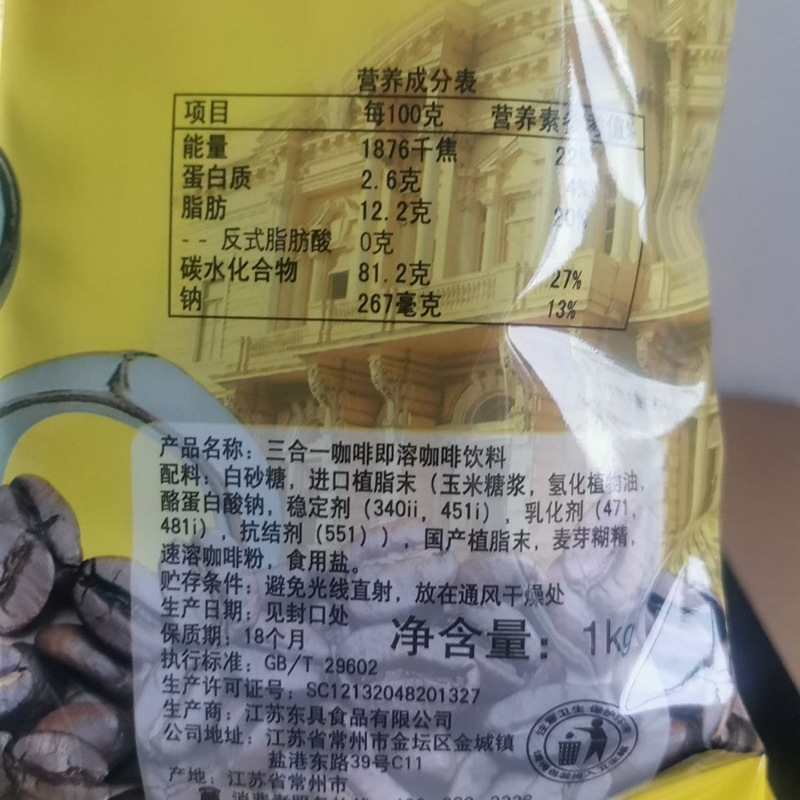 营养成分表
项目 每100克 营养素参考值%
能量 1876千焦 22%
蛋白质 2.6克 4%
脂肪 12.2克 20%
-- 反式脂肪酸 0克
碳水化合物 81.2克 27%
钠 267毫克 13%
产品名称：三合一咖啡即溶咖啡饮料
配料：白砂糖，进口植脂末（玉米糖浆，氢化植物油，
酪蛋白酸钠，稳定剂（340ii，451i），乳化剂（471，
481i），抗结剂（551）），国产植脂末，麦芽糊精，
速溶咖啡粉，食用盐。
贮存条件：避免光线直射，放在通风干燥处
生产日期：见封口处
保质期：18个月
净含量：1kg
执行标准：GB/T 29602
生产许可证号：SC12132048201327
生产商：江苏东具食品有限公司
公司地址：江苏省常州市金坛区金城镇
盐港东路39号C11
产地：江苏省常州市